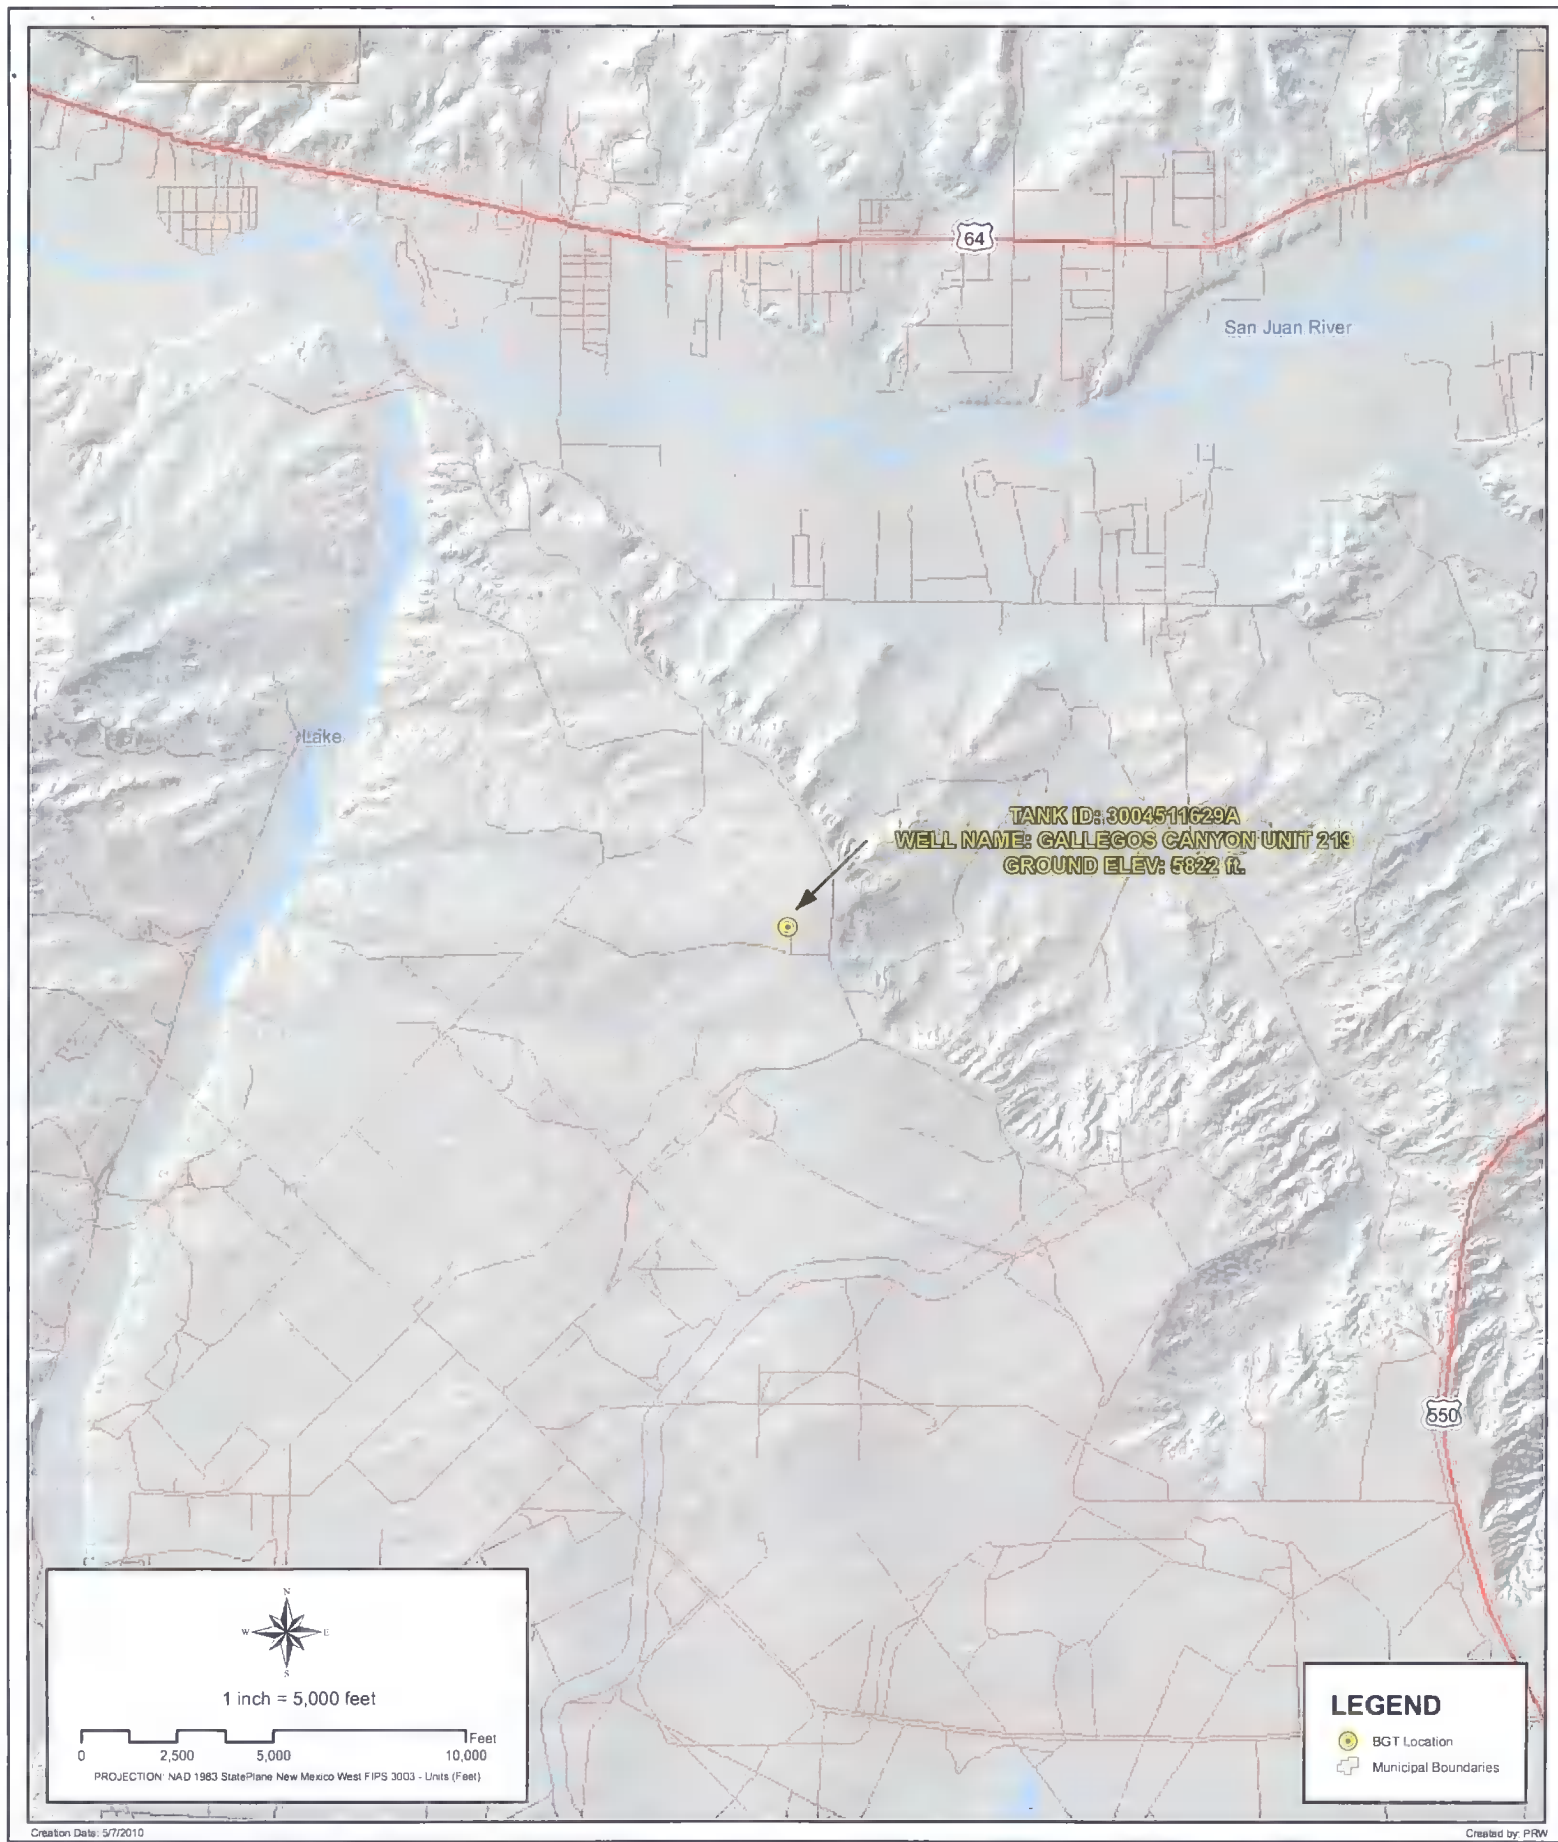 64
San Juan River
Lake
TANK ID: 3004511629A
WELL NAME: GALLEGOS CANYON UNIT 219
GROUND ELEV: 5822 ft.
550
N
W E
S
1 inch = 5,000 feet
Feet
0 2,500 5,000 10,000
PROJECTION: NAD 1983 StatePlane New Mexico West FIPS 3003 - Units (Feet)
LEGEND
BGT Location
Municipal Boundaries
Creation Date: 5/7/2010
Created by: PRW